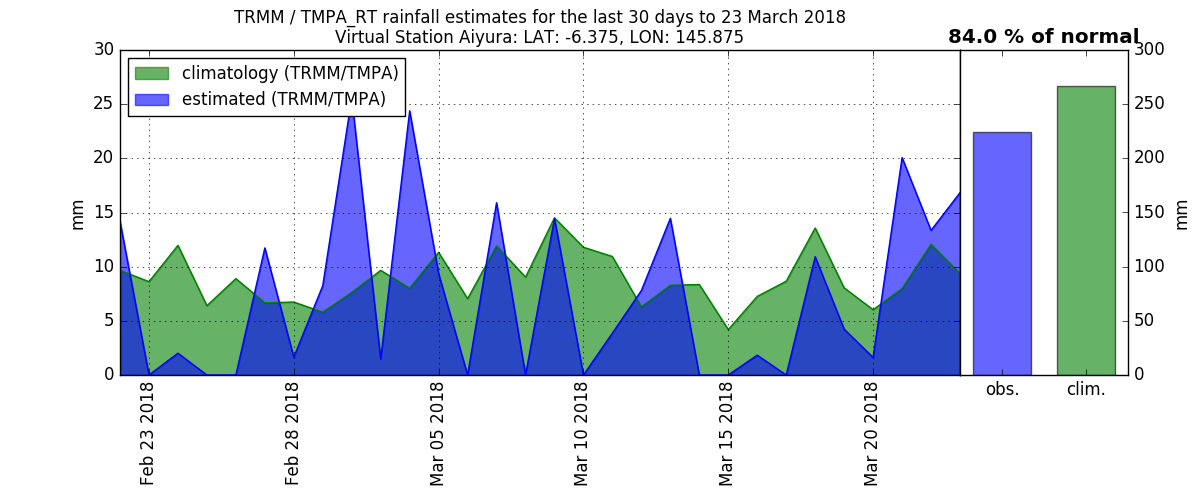 TRMM / TMPA_RT rainfall estimates for the last 30 days to 23 March 2018
Virtual Station Aiyura: LAT: -6.375, LON: 145.875
84.0 % of normal
climatology (TRMM/TMPA)
estimated (TRMM/TMPA)
30
25
20
15
10
5
0
mm
300
250
200
150
100
50
0
mm
Feb 23 2018
Feb 28 2018
Mar 05 2018
Mar 10 2018
Mar 15 2018
Mar 20 2018
obs.
clim.